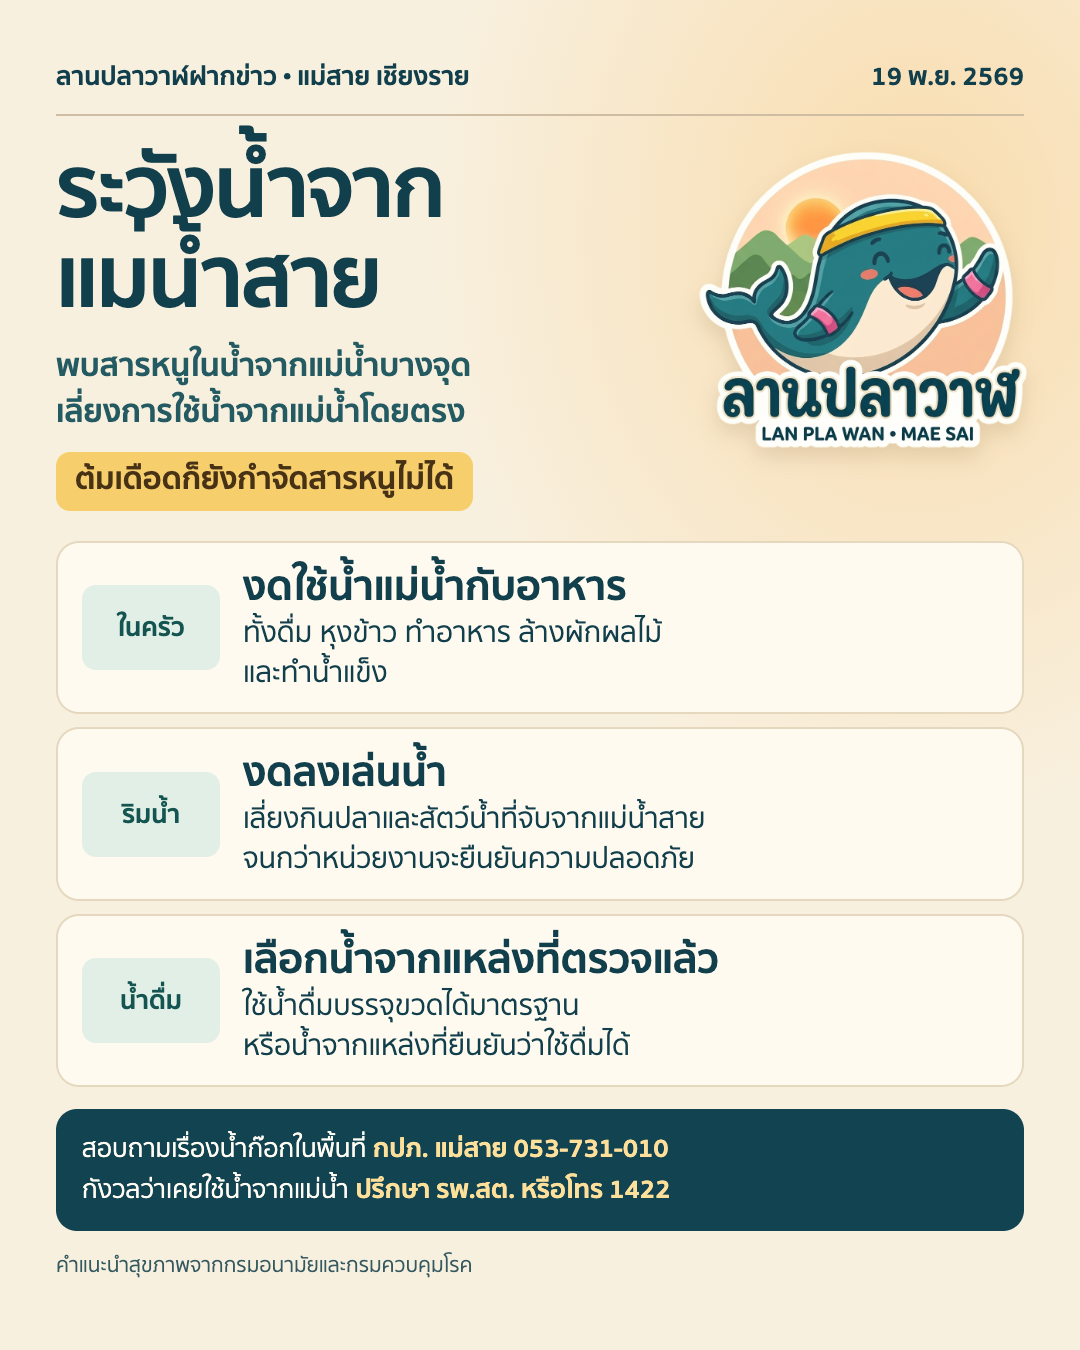 ลานปลาวาฬฝากข่าว • แม่สาย เชียงราย
19 พ.ย. 2569
ระวังน้ำจาก
แม่น้ำสาย
ลานปลาวาฬ
LAN PLA WAN • MAE SAI
พบสารหนูในน้ำจากแม่น้ำบางจุด
เลี่ยงการใช้น้ำจากแม่น้ำโดยตรง
ต้มเดือดก็ยังกำจัดสารหนูไม่ได้
ในครัว
งดใช้น้ำแม่น้ำกับอาหาร
ทั้งดื่ม หุงข้าว ทำอาหาร ล้างผักผลไม้
และทำน้ำแข็ง
ริมน้ำ
งดลงเล่นน้ำ
เลี่ยงกินปลาและสัตว์น้ำที่จับจากแม่น้ำสาย
จนกว่าหน่วยงานจะยืนยันความปลอดภัย
น้ำดื่ม
เลือกน้ำจากแหล่งที่ตรวจแล้ว
ใช้น้ำดื่มบรรจุขวดได้มาตรฐาน
หรือน้ำจากแหล่งที่ยืนยันว่าใช้ดื่มได้
สอบถามเรื่องน้ำก๊อกในพื้นที่ กปภ. แม่สาย 053-731-010
กังวลว่าเคยใช้น้ำจากแม่น้ำ ปรึกษา รพ.สต. หรือโทร 1422
คำแนะนำสุขภาพจากกรมอนามัยและกรมควบคุมโรค